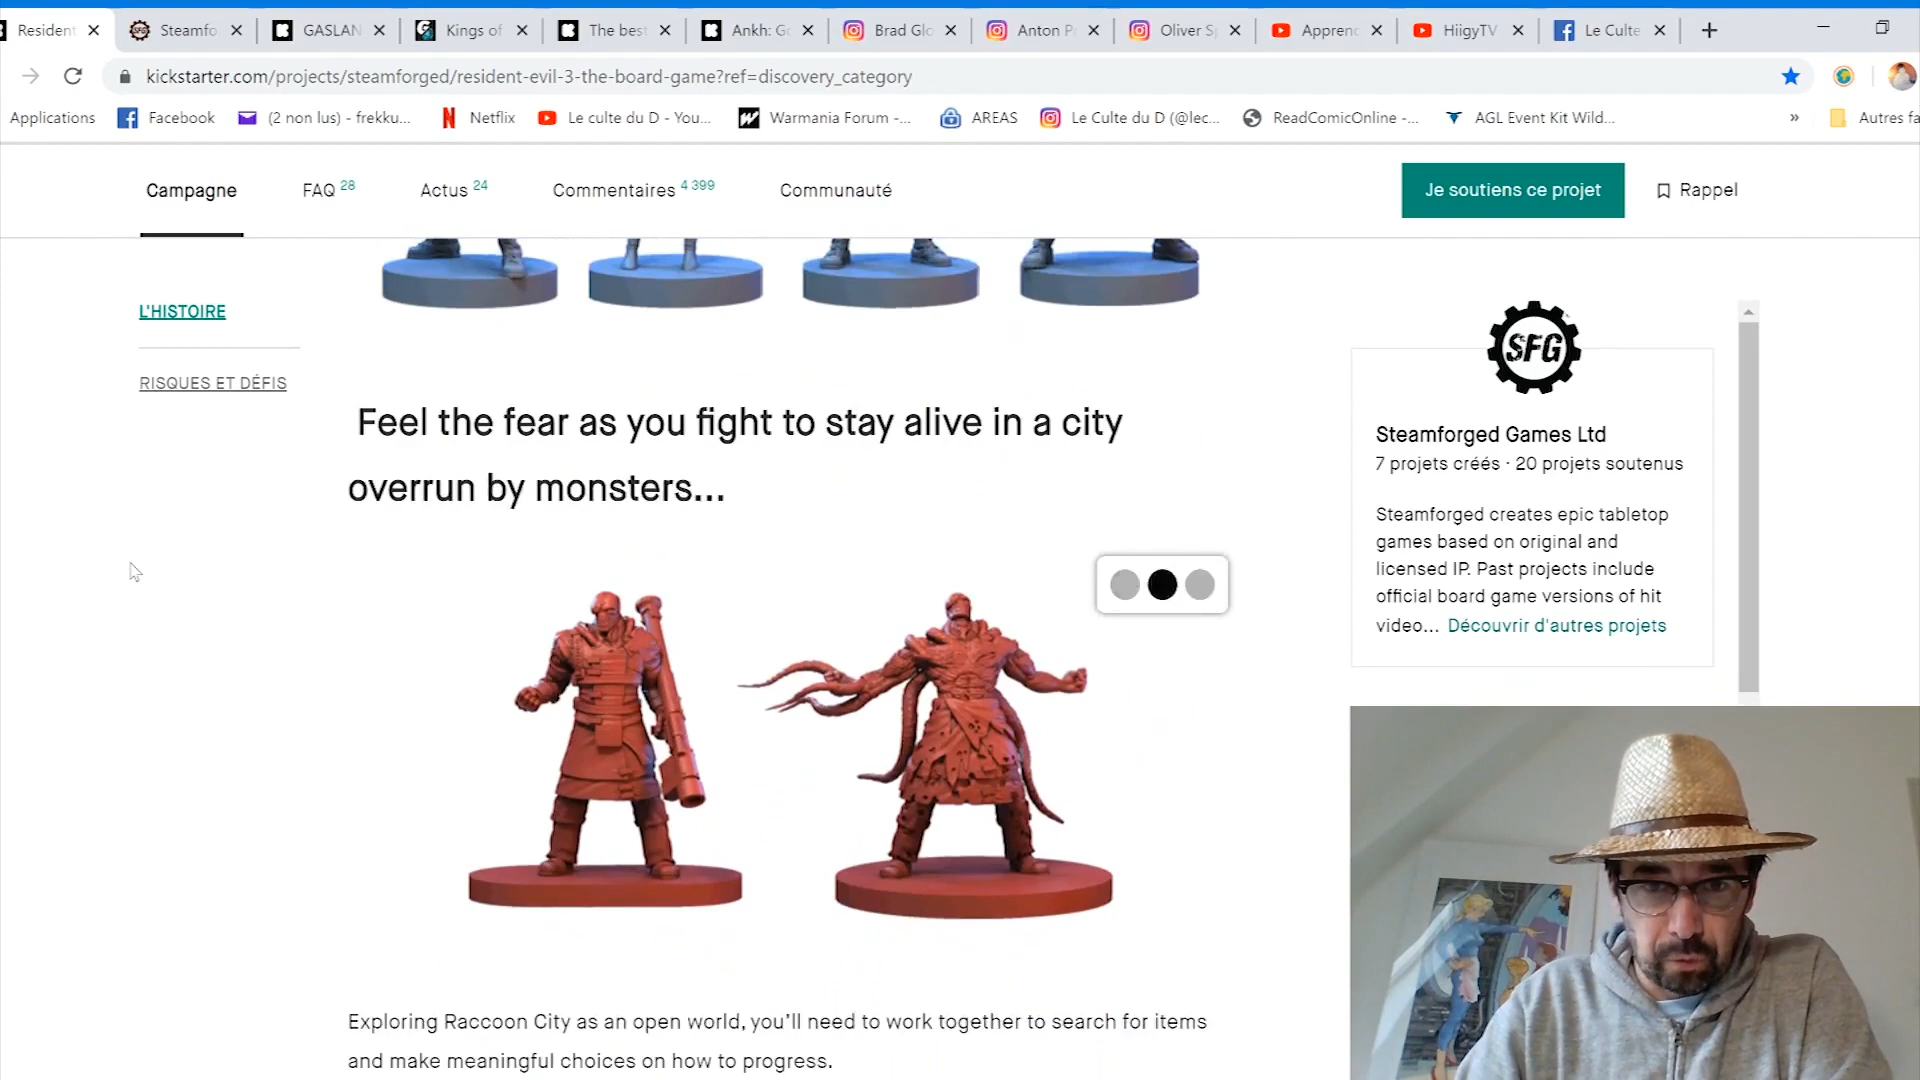 Resident
Steamfo
GASLAN
Kings of
The best
Ankh: G
Brad Glo
Anton P
Oliver S
Apprenc
HiigyTV
Le Culte
kickstarter.com/projects/steamforged/resident-evil-3-the-board-game?ref=discovery_category
Applications
Facebook
(2 non lus) - frekku...
Netflix
Le culte du D - You...
Warmania Forum -...
AREAS
Le Culte du D (@lec...
ReadComicOnline -...
AGL Event Kit Wild...
»
Autres fa
Campagne
FAQ 28
Actus 24
Commentaires 4 399
Communauté
Je soutiens ce projet
Rappel
L'HISTOIRE
RISQUES ET DÉFIS
Feel the fear as you fight to stay alive in a city
overrun by monsters...
SFG
Steamforged Games Ltd
7 projets créés · 20 projets soutenus
Steamforged creates epic tabletop
games based on original and
licensed IP. Past projects include
official board game versions of hit
video... Découvrir d'autres projets
Exploring Raccoon City as an open world, you'll need to work together to search for items
and make meaningful choices on how to progress.